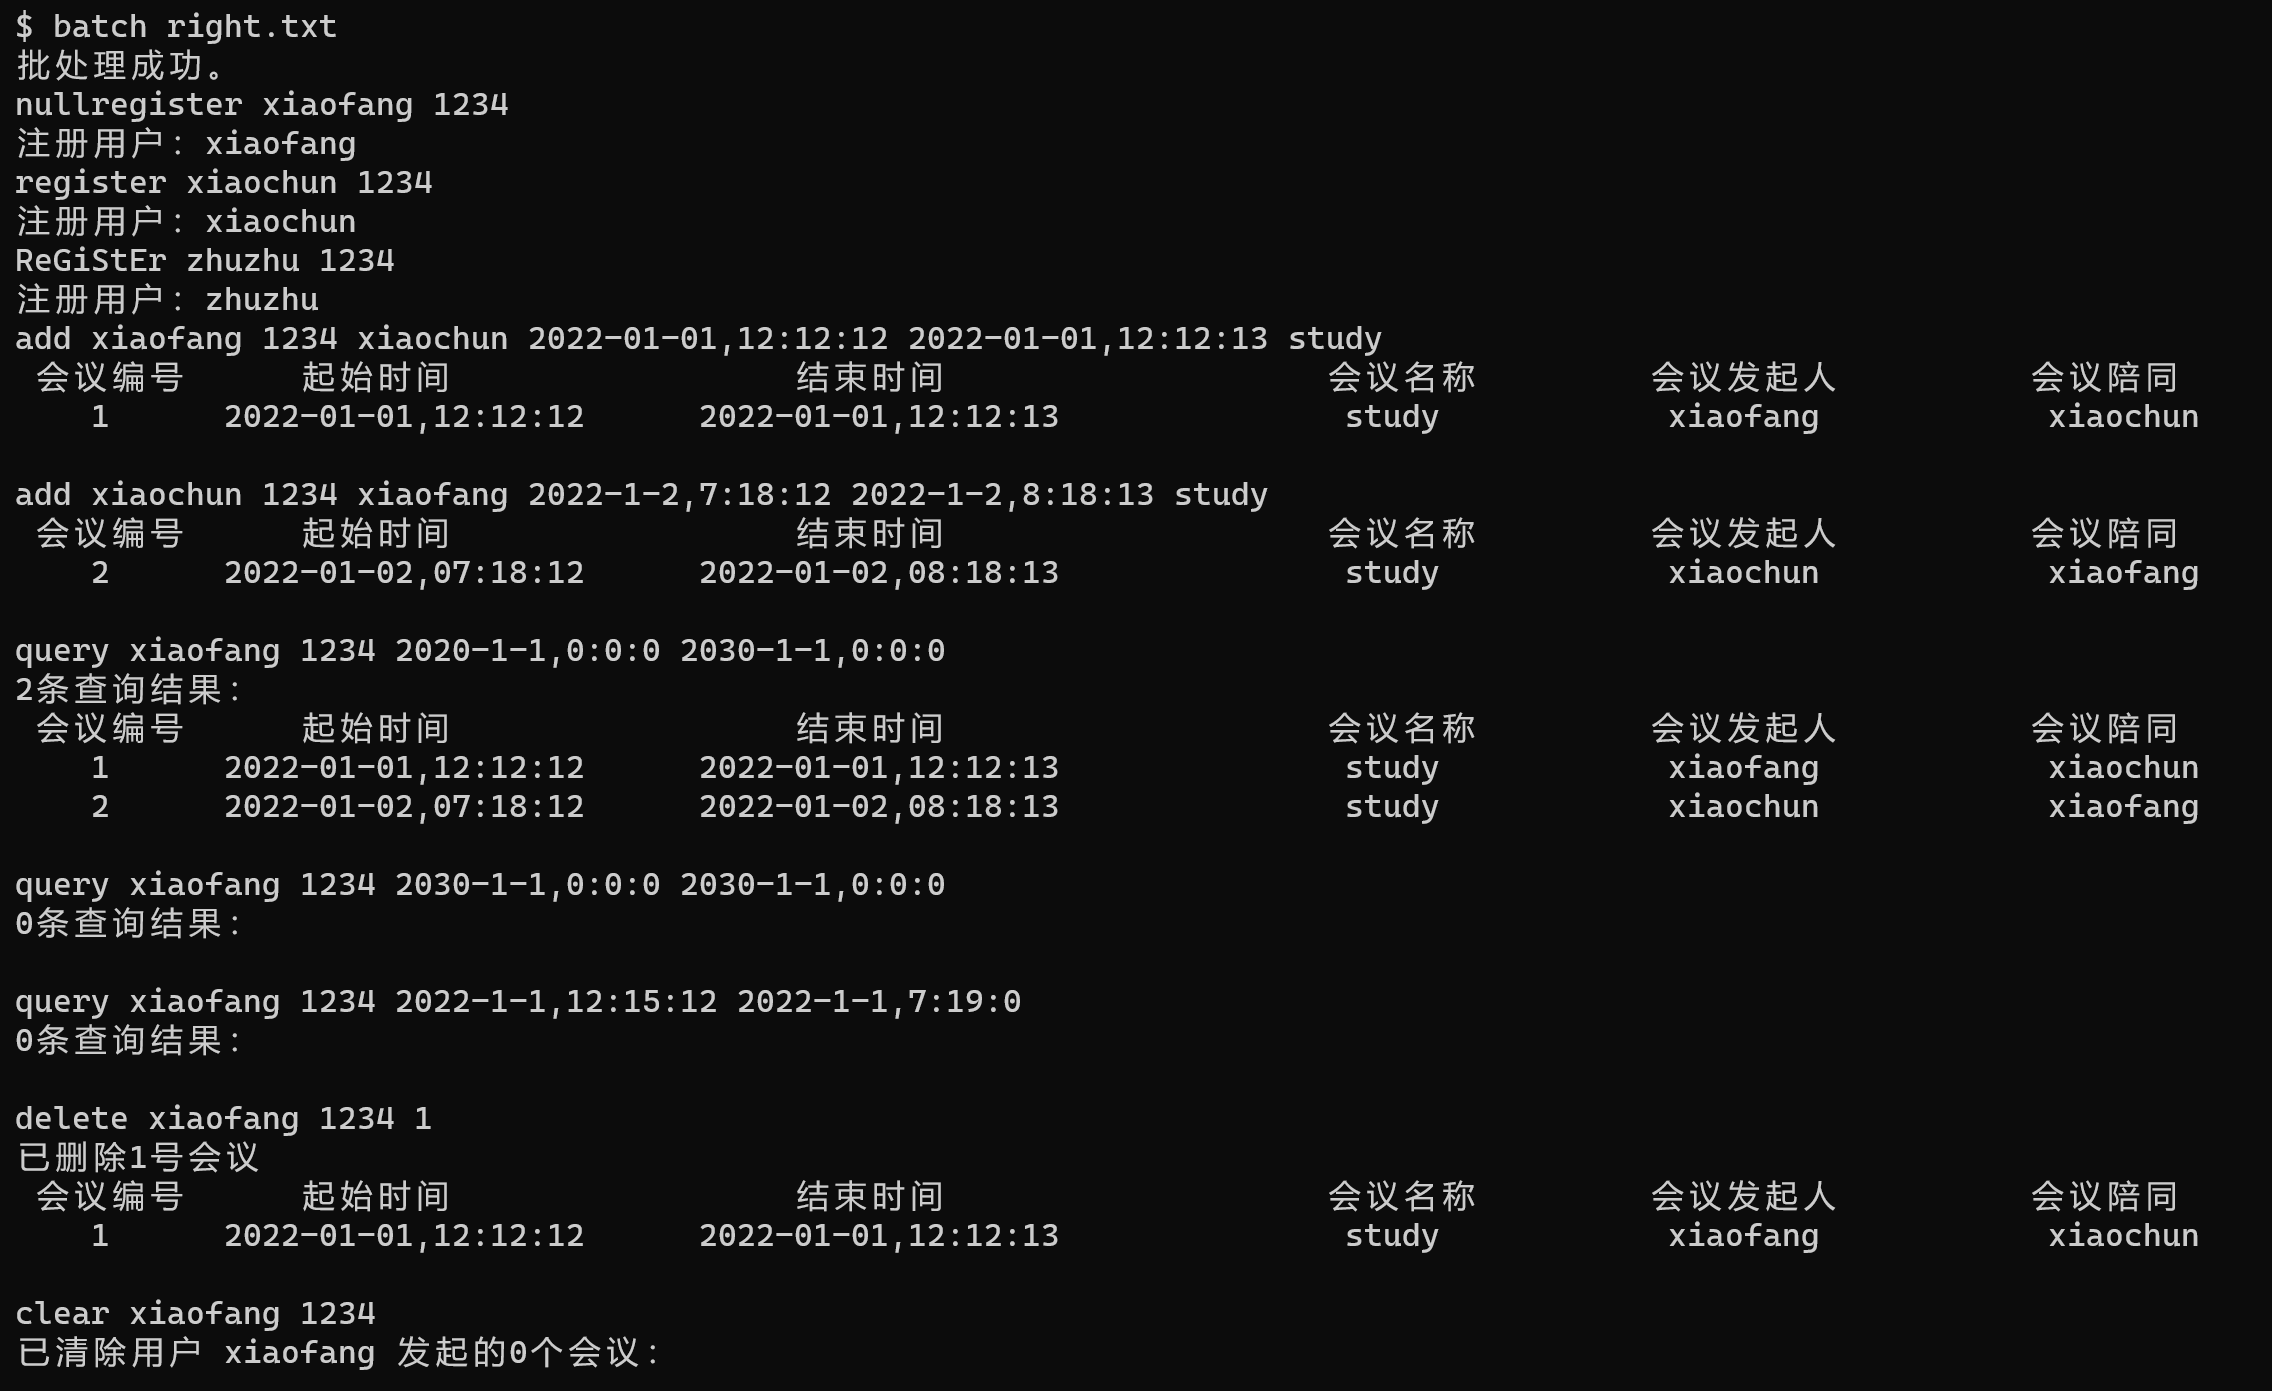 $ batch right.txt
批处理成功。
nullregister xiaofang 1234
注册用户：xiaofang
register xiaochun 1234
注册用户：xiaochun
ReGiStEr zhuzhu 1234
注册用户：zhuzhu
add xiaofang 1234 xiaochun 2022-01-01,12:12:12 2022-01-01,12:12:13 study
会议编号 起始时间 结束时间 会议名称 会议发起人 会议陪同
1 2022-01-01,12:12:12 2022-01-01,12:12:13 study xiaofang xiaochun
add xiaochun 1234 xiaofang 2022-1-2,7:18:12 2022-1-2,8:18:13 study
会议编号 起始时间 结束时间 会议名称 会议发起人 会议陪同
2 2022-01-02,07:18:12 2022-01-02,08:18:13 study xiaochun xiaofang
query xiaofang 1234 2020-1-1,0:0:0 2030-1-1,0:0:0
2条查询结果：
会议编号 起始时间 结束时间 会议名称 会议发起人 会议陪同
1 2022-01-01,12:12:12 2022-01-01,12:12:13 study xiaofang xiaochun
2 2022-01-02,07:18:12 2022-01-02,08:18:13 study xiaochun xiaofang
query xiaofang 1234 2030-1-1,0:0:0 2030-1-1,0:0:0
0条查询结果：
query xiaofang 1234 2022-1-1,12:15:12 2022-1-1,7:19:0
0条查询结果：
delete xiaofang 1234 1
已删除1号会议
会议编号 起始时间 结束时间 会议名称 会议发起人 会议陪同
1 2022-01-01,12:12:12 2022-01-01,12:12:13 study xiaofang xiaochun
clear xiaofang 1234
已清除用户 xiaofang 发起的0个会议：